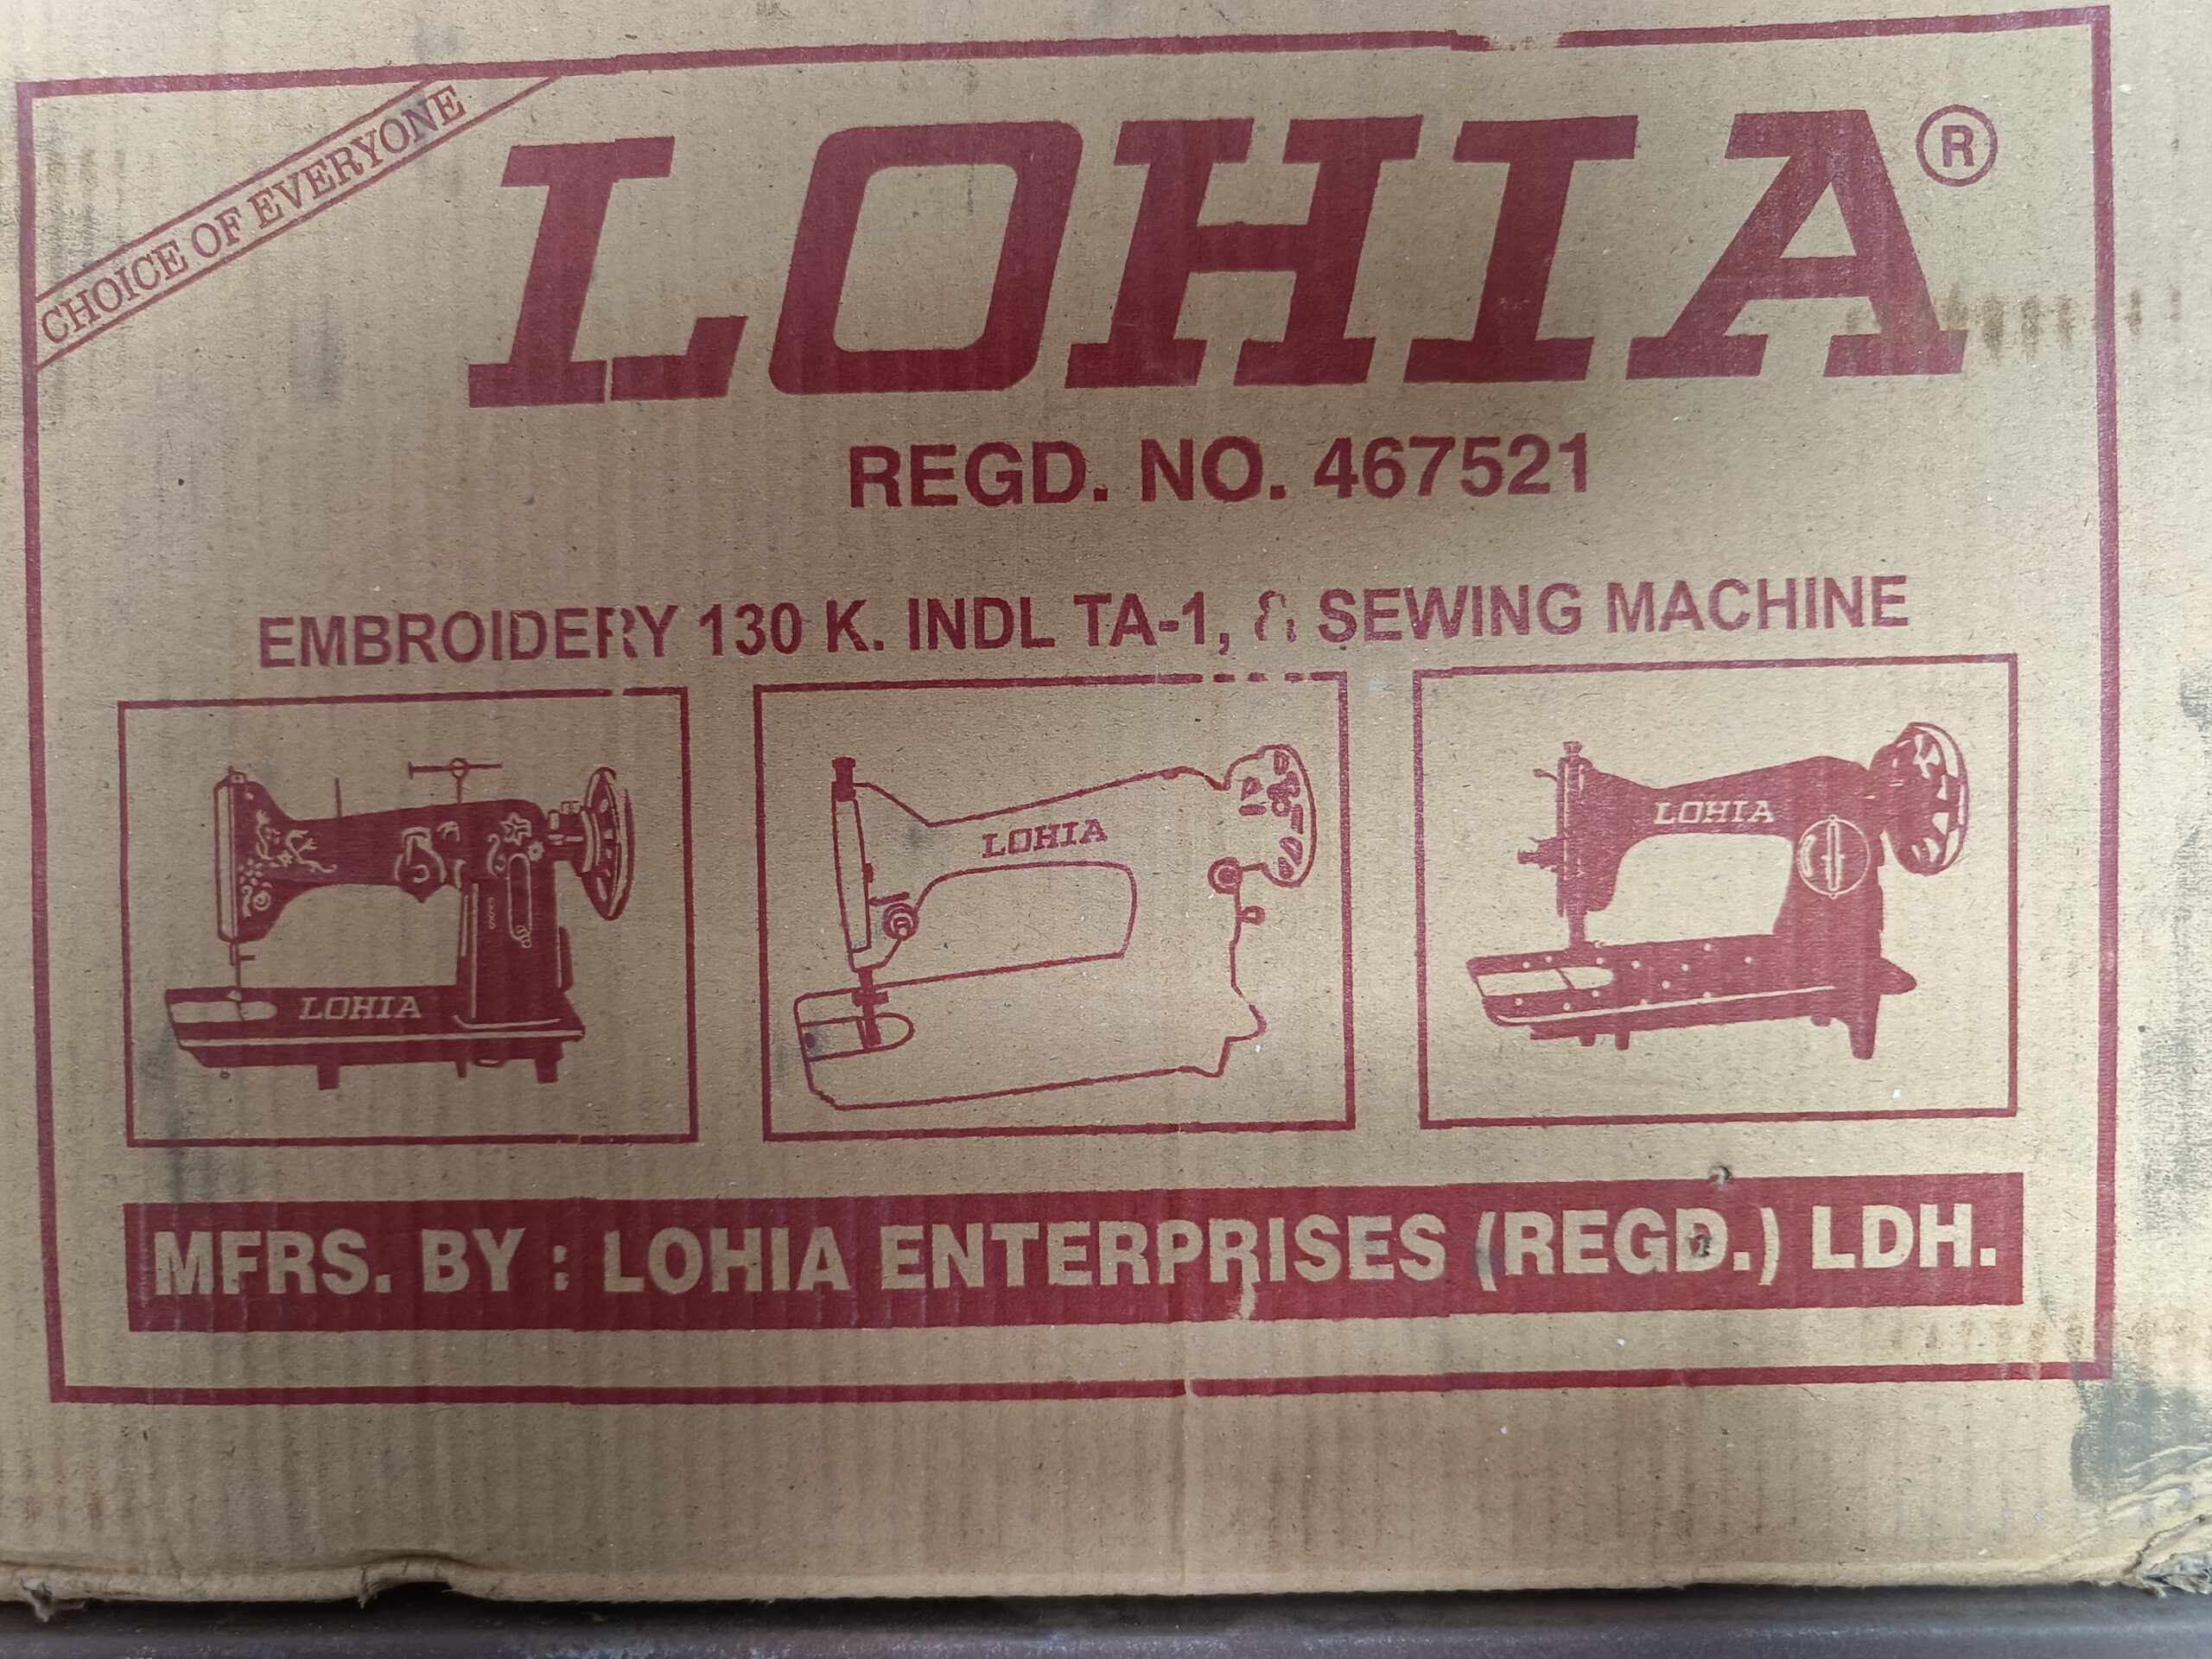 CHOICE OF EVERYONE
LOHIA ®
REGD. NO. 467521
EMBROIDERY 130 K. INDL TA-1, & SEWING MACHINE
LOHIA
LOHIA
LOHIA
MFRS. BY : LOHIA ENTERPRISES (REGD.) LDH.